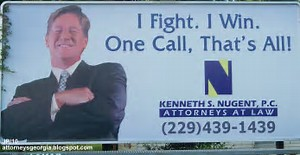 I Fight. I Win.
One Call, That's All!
N
KENNETH S. NUGENT, P.C.
ATTORNEYS AT LAW
(229)439-1439
attorneysgeorgia.blogspot.com